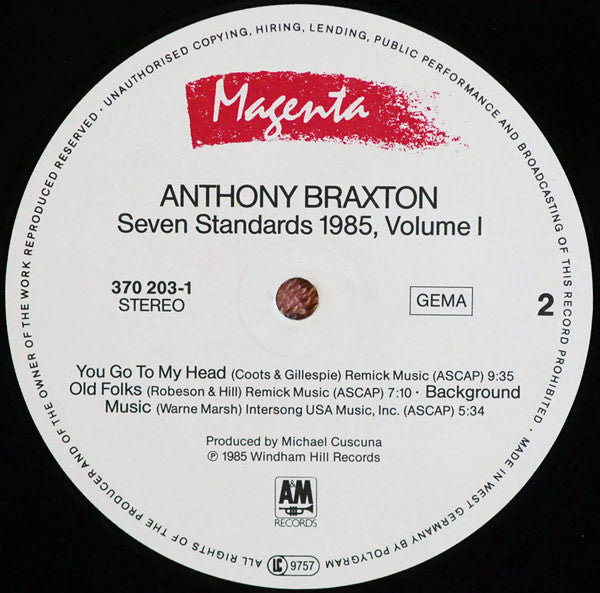 Magenta
ANTHONY BRAXTON
Seven Standards 1985, Volume I
370 203-1
STEREO
GEMA
2
You Go To My Head (Coots & Gillespie) Remick Music (ASCAP) 9:35
Old Folks (Robeson & Hill) Remick Music (ASCAP) 7:10 · Background
Music (Warne Marsh) Intersong USA Music, Inc. (ASCAP) 5:34
Produced by Michael Cuscuna
℗ 1985 Windham Hill Records
A&M
RECORDS
LC 9757
ALL RIGHTS OF THE PRODUCER AND OF THE OWNER OF THE WORK REPRODUCED RESERVED · UNAUTHORISED COPYING, HIRING, LENDING, PUBLIC PERFORMANCE AND BROADCASTING OF THIS RECORD PROHIBITED · MADE IN WEST GERMANY BY POLYGRAM